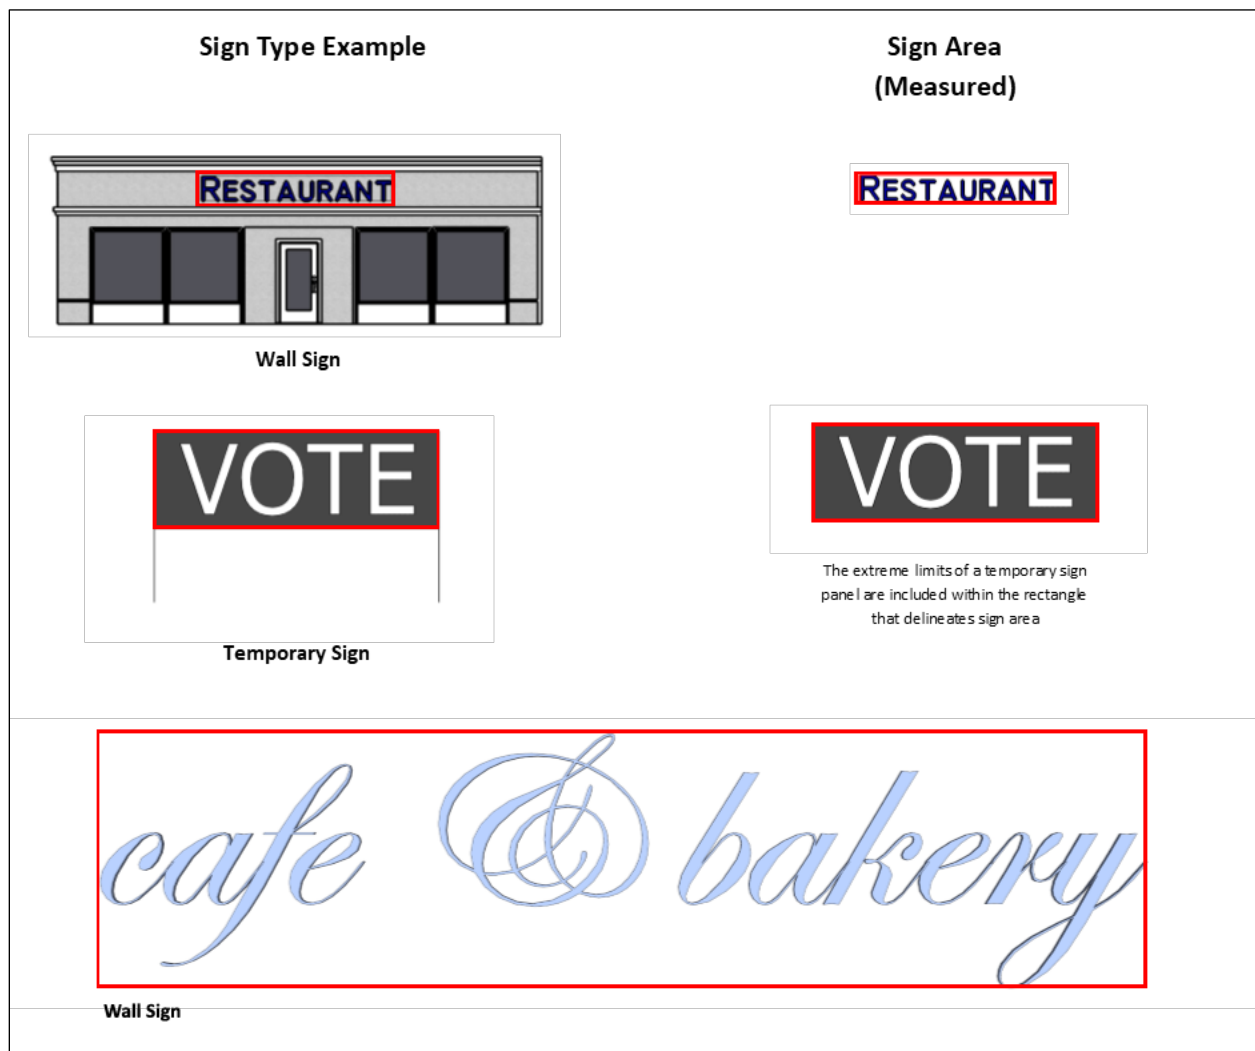 Sign Type Example
Sign Area
(Measured)
RESTAURANT
RESTAURANT
Wall Sign
VOTE
VOTE
The extreme limits of a temporary sign
panel are included within the rectangle
that delineates sign area
Temporary Sign
cafe & bakery
Wall Sign